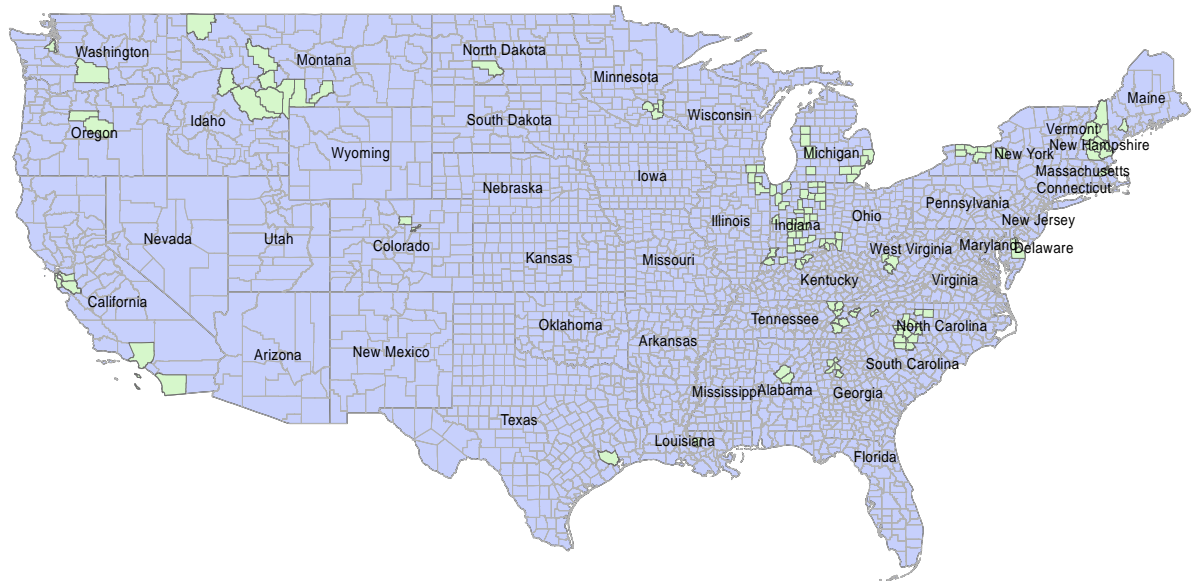 Washington
Montana
North Dakota
Minnesota
Maine
Oregon
Idaho
South Dakota
Wisconsin
Vermont
New Hampshire
Wyoming
Michigan
New York
Massachusetts
Connecticut
Iowa
Nebraska
Pennsylvania
New Jersey
Nevada
Utah
Colorado
Illinois
Indiana
Ohio
West Virginia
Maryland
Delaware
Kansas
Missouri
Kentucky
Virginia
California
Tennessee
North Carolina
Oklahoma
Arkansas
Arizona
New Mexico
South Carolina
Mississippi
Alabama
Georgia
Texas
Louisiana
Florida